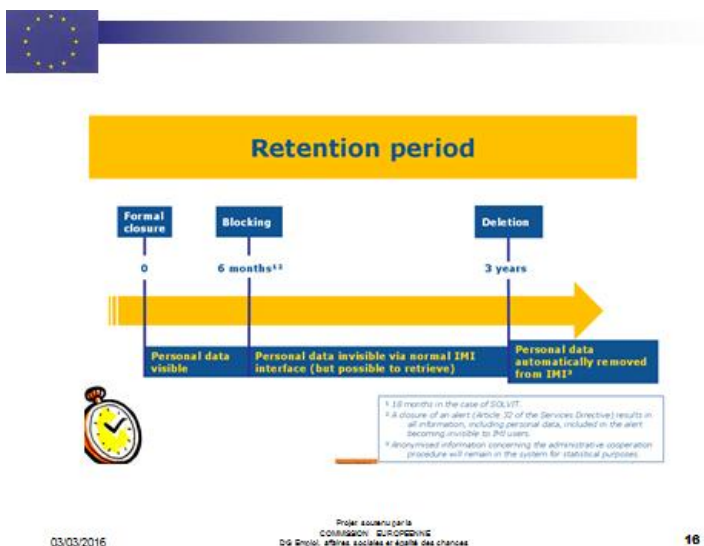 Retention period
Formal
closure
Blocking
Deletion
0
6 months¹²
3 years
Personal data
visible
Personal data invisible via normal IMI
interface (but possible to retrieve)
Personal data
automatically removed
from IMI³
¹ 18 months in the case of SOLVIT.
² A closure of an alert (Article 32 of the Services Directive) results in
all information, including personal data, included in the alert
becoming invisible to IMI users.
³ Anonymised information concerning the administrative cooperation
procedure will remain in the system for statistical purposes.
03/03/2016
Projet soutenu par la
COMMISSION EUROPEENNE
DG Emploi, affaires sociales et égalité des chances
16